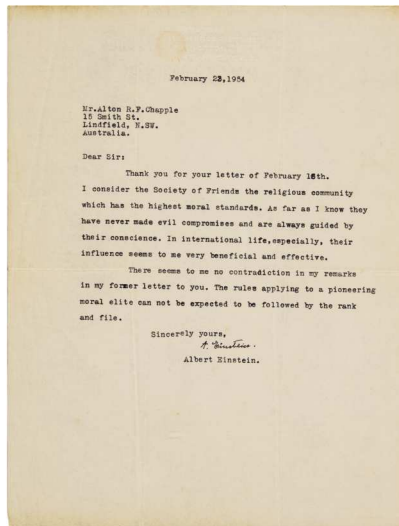 February 23,1954
Mr.Alton R.F.Chapple
15 Smith St.
Lindfield, N.SW.
Australia.
Dear Sir:
Thank you for your letter of February 16th.
I consider the Society of Friends the religious community
which has the highest moral standards. As far as I know they
have never made evil compromises and are always guided by
their conscience. In international life,especially, their
influence seems to me very beneficial and effective.
There seems to me no contradiction in my remarks
in my former letter to you. The rules applying to a pioneering
moral elite can not be expected to be followed by the rank
and file.
Sincerely yours,
A. Einstein.
Albert Einstein.